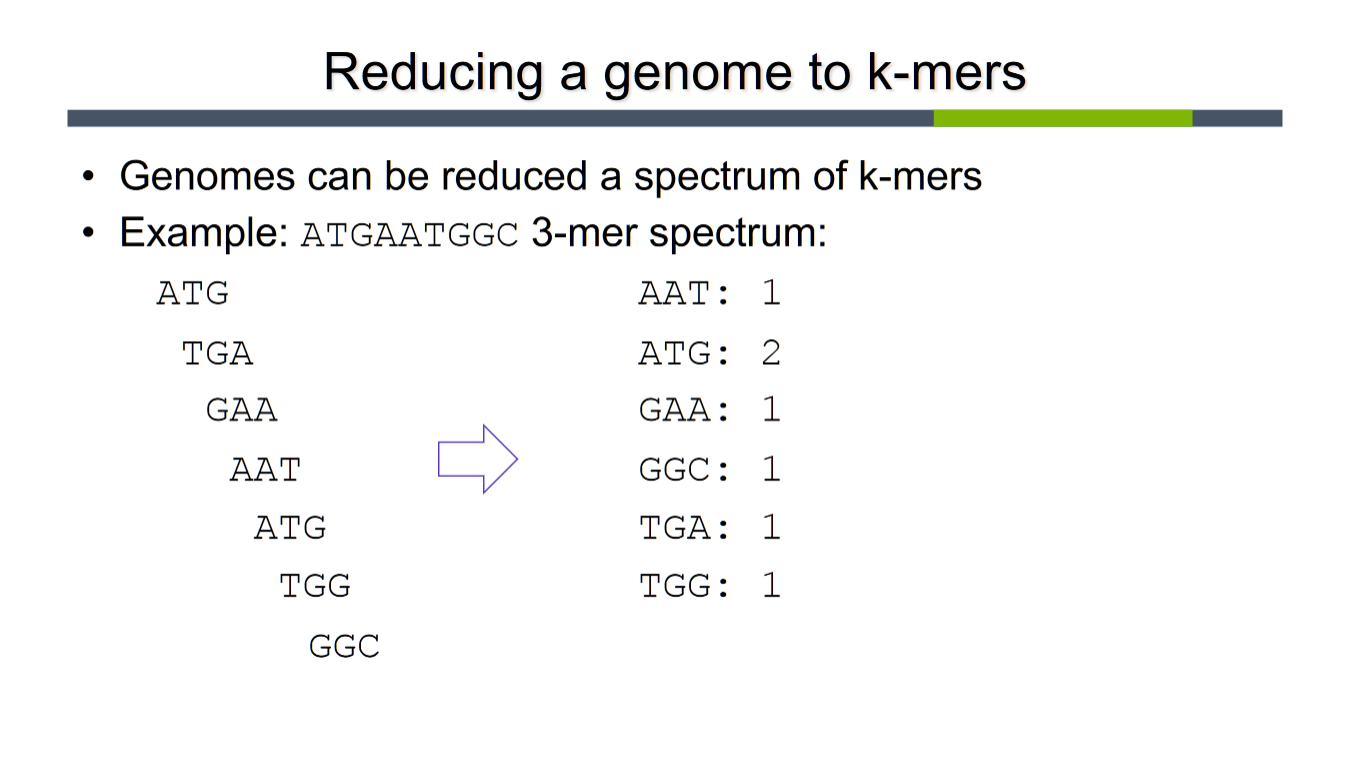 Reducing a genome to k-mers
• Genomes can be reduced a spectrum of k-mers
• Example: ATGAATGGC 3-mer spectrum:
ATG
TGA
GAA
AAT
ATG
TGG
GGC
AAT: 1
ATG: 2
GAA: 1
GGC: 1
TGA: 1
TGG: 1